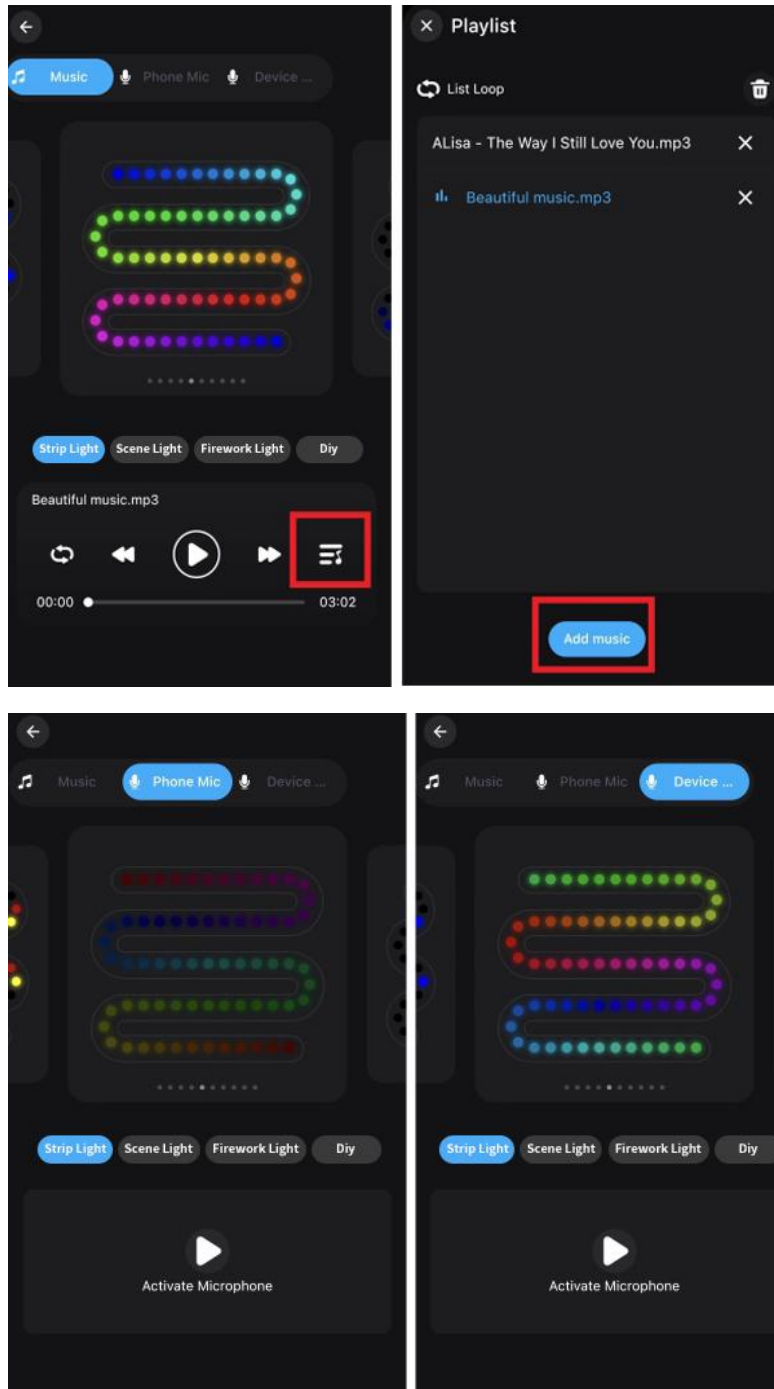 Music Phone Mic Device ...
Strip Light Scene Light Firework Light Diy
Beautiful music.mp3
00:00 03:02
Playlist
List Loop
ALisa - The Way I Still Love You.mp3
Beautiful music.mp3
Add music
Music Phone Mic Device ...
Strip Light Scene Light Firework Light Diy
Activate Microphone
Music Phone Mic Device ...
Strip Light Scene Light Firework Light Diy
Activate Microphone